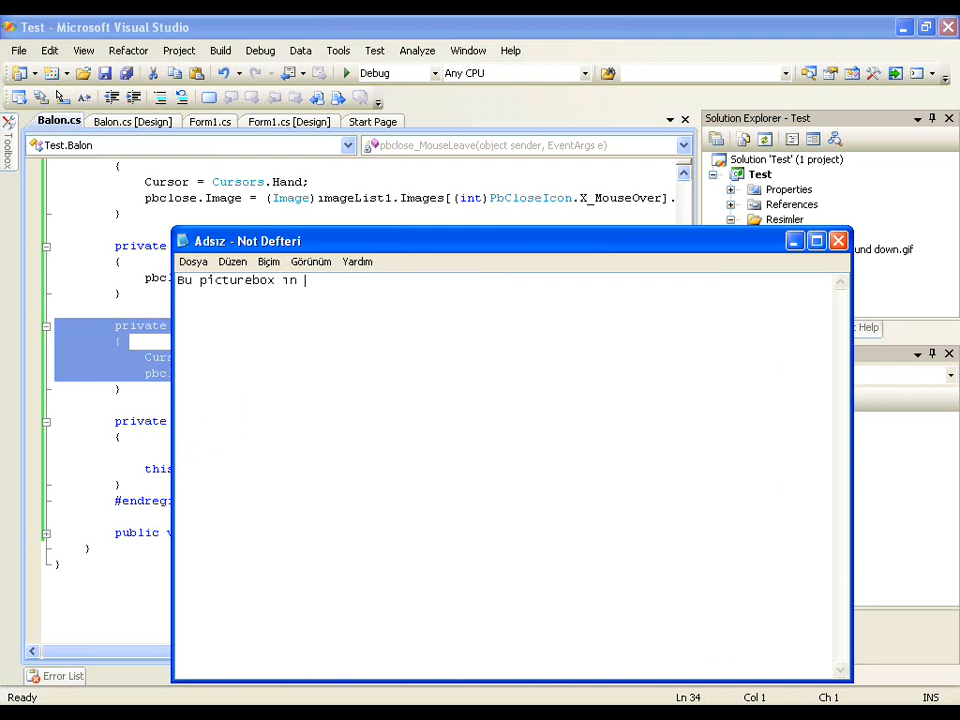 Test - Microsoft Visual Studio
File Edit View Refactor Project Build Debug Data Tools Test Analyze Window Help
Debug Any CPU
Balon.cs Balon.cs [Design] Form1.cs Form1.cs [Design] Start Page
Toolbox
Test.Balon pbclose_MouseLeave(object sender, EventArgs e)
{
Cursor = Cursors.Hand;
pbclose.Image = (Image)imageList1.Images[(int)PbCloseIcon.X_MouseOver].
}
private
{
pbc
}
private
{
Curs
pbcl
}
private
{
this
}
#endreg
public v
}
}
Error List
Solution Explorer - Test
Solution 'Test' (1 project)
Test
Properties
References
Resimler
und down.gif
Help
Adsız - Not Defteri
Dosya Düzen Biçim Görünüm Yardım
Bu picturebox ın
Ready Ln 34 Col 1 Ch 1 INS